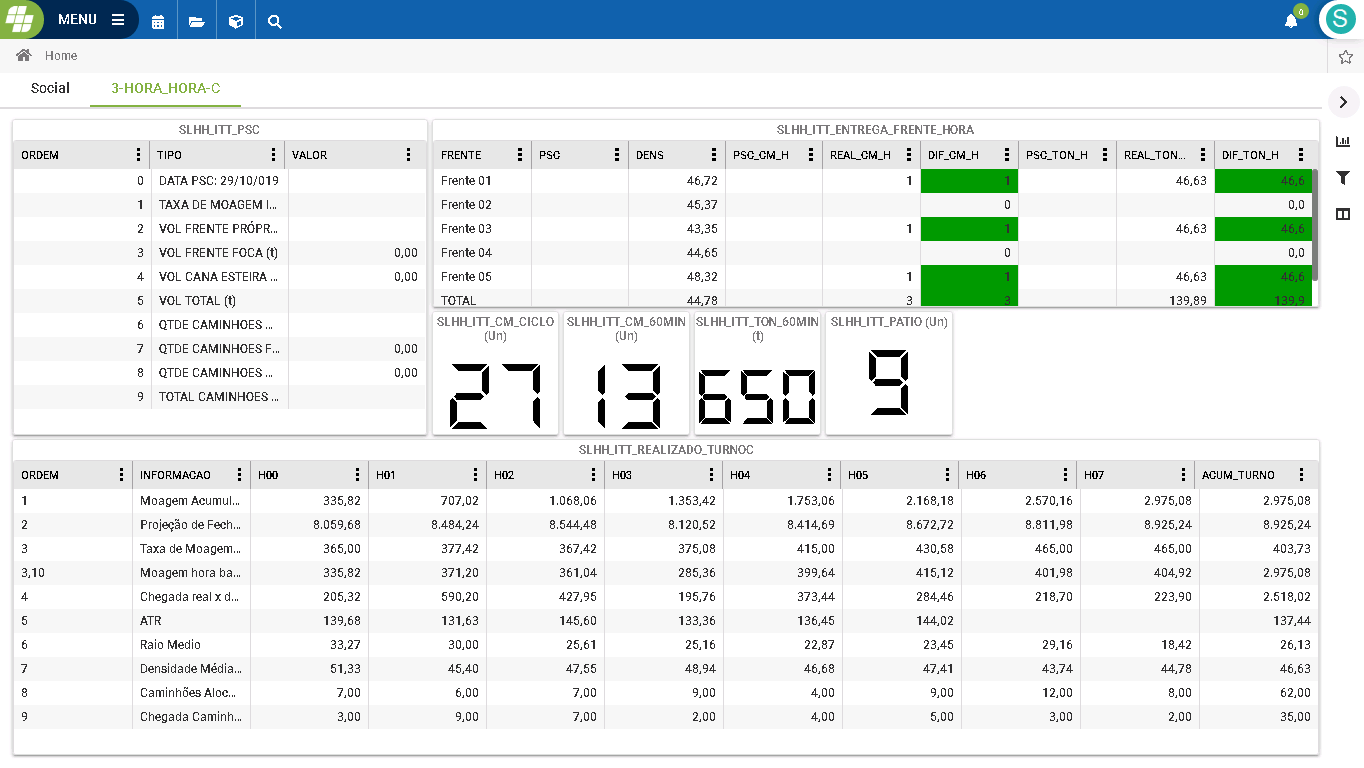 MENU
0
S
Home
Social 3-HORA_HORA-C
SLHH_ITT_PSC
ORDEM TIPO VALOR
0 DATA PSC: 29/10/019
1 TAXA DE MOAGEM I...
2 VOL FRENTE PRÓPR...
3 VOL FRENTE FOCA (t) 0,00
4 VOL CANA ESTEIRA ... 0,00
5 VOL TOTAL (t)
6 QTDE CAMINHOES ...
7 QTDE CAMINHOES F... 0,00
8 QTDE CAMINHOES ... 0,00
9 TOTAL CAMINHOES ...
SLHH_ITT_ENTREGA_FRENTE_HORA
FRENTE PSC DENS PSC_CM_H REAL_CM_H DIF_CM_H PSC_TON_H REAL_TON... DIF_TON_H
Frente 01 46,72 1 1 46,63 46,6
Frente 02 45,37 0 0,0
Frente 03 43,35 1 1 46,63 46,6
Frente 04 44,65 0 0,0
Frente 05 48,32 1 1 46,63 46,6
TOTAL 44,78 3 3 139,89 139,9
SLHH_ITT_CM_CICLO
(Un)
27
SLHH_ITT_CM_60MIN
(Un)
13
SLHH_ITT_TON_60MIN
(t)
650
SLHH_ITT_PATIO (Un)
9
SLHH_ITT_REALIZADO_TURNOC
ORDEM INFORMACAO H00 H01 H02 H03 H04 H05 H06 H07 ACUM_TURNO
1 Moagem Acumul... 335,82 707,02 1.068,06 1.353,42 1.753,06 2.168,18 2.570,16 2.975,08 2.975,08
2 Projeção de Fech... 8.059,68 8.484,24 8.544,48 8.120,52 8.414,69 8.672,72 8.811,98 8.925,24 8.925,24
3 Taxa de Moagem... 365,00 377,42 367,42 375,08 415,00 430,58 465,00 465,00 403,73
3,10 Moagem hora ba... 335,82 371,20 361,04 285,36 399,64 415,12 401,98 404,92 2.975,08
4 Chegada real x d... 205,32 590,20 427,95 195,76 373,44 284,46 218,70 223,90 2.518,02
5 ATR 139,68 131,63 145,60 133,36 136,45 144,02 137,44
6 Raio Medio 33,27 30,00 25,61 25,16 22,87 23,45 29,16 18,42 26,13
7 Densidade Média... 51,33 45,40 47,55 48,94 46,68 47,41 43,74 44,78 46,63
8 Caminhões Aloc... 7,00 6,00 7,00 9,00 4,00 9,00 12,00 8,00 62,00
9 Chegada Caminh... 3,00 9,00 7,00 2,00 4,00 5,00 3,00 2,00 35,00